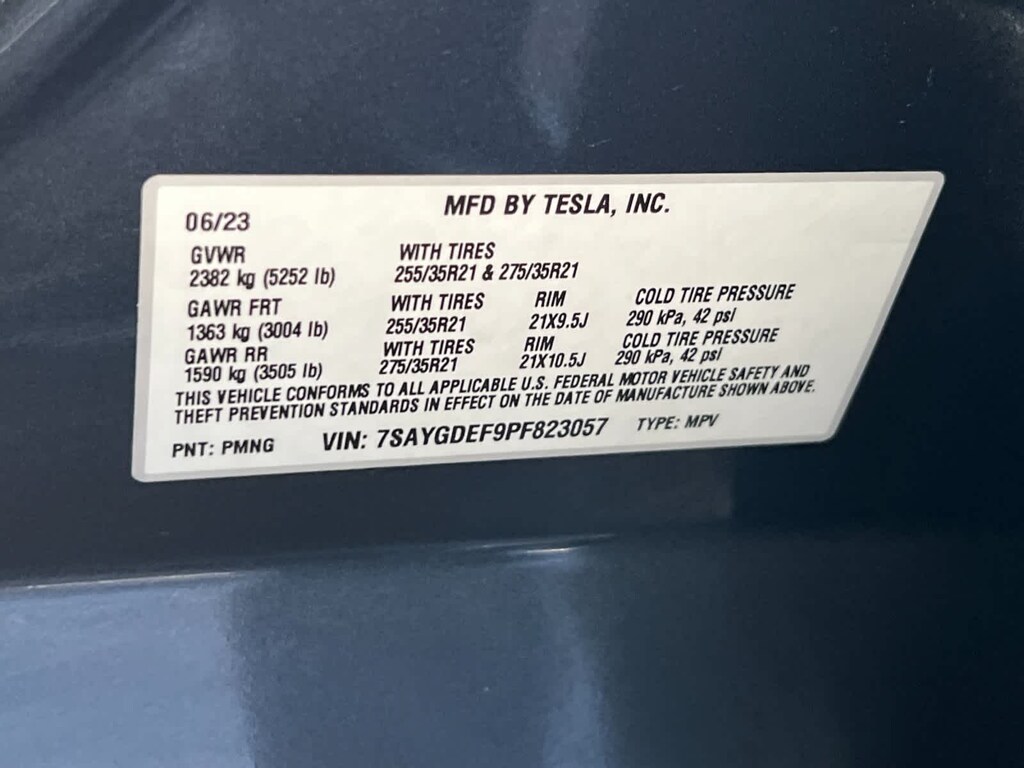 MFD BY TESLA, INC.
06/23
GVWR WITH TIRES
2382 kg (5252 lb) 255/35R21 & 275/35R21
GAWR FRT WITH TIRES RIM COLD TIRE PRESSURE
1363 kg (3004 lb) 255/35R21 21X9.5J 290 kPa, 42 psi
GAWR RR WITH TIRES RIM COLD TIRE PRESSURE
1590 kg (3505 lb) 275/35R21 21X10.5J 290 kPa, 42 psi
THIS VEHICLE CONFORMS TO ALL APPLICABLE U.S. FEDERAL MOTOR VEHICLE SAFETY AND
THEFT PREVENTION STANDARDS IN EFFECT ON THE DATE OF MANUFACTURE SHOWN ABOVE.
PNT: PMNG VIN: 7SAYGDEF9PF823057 TYPE: MPV